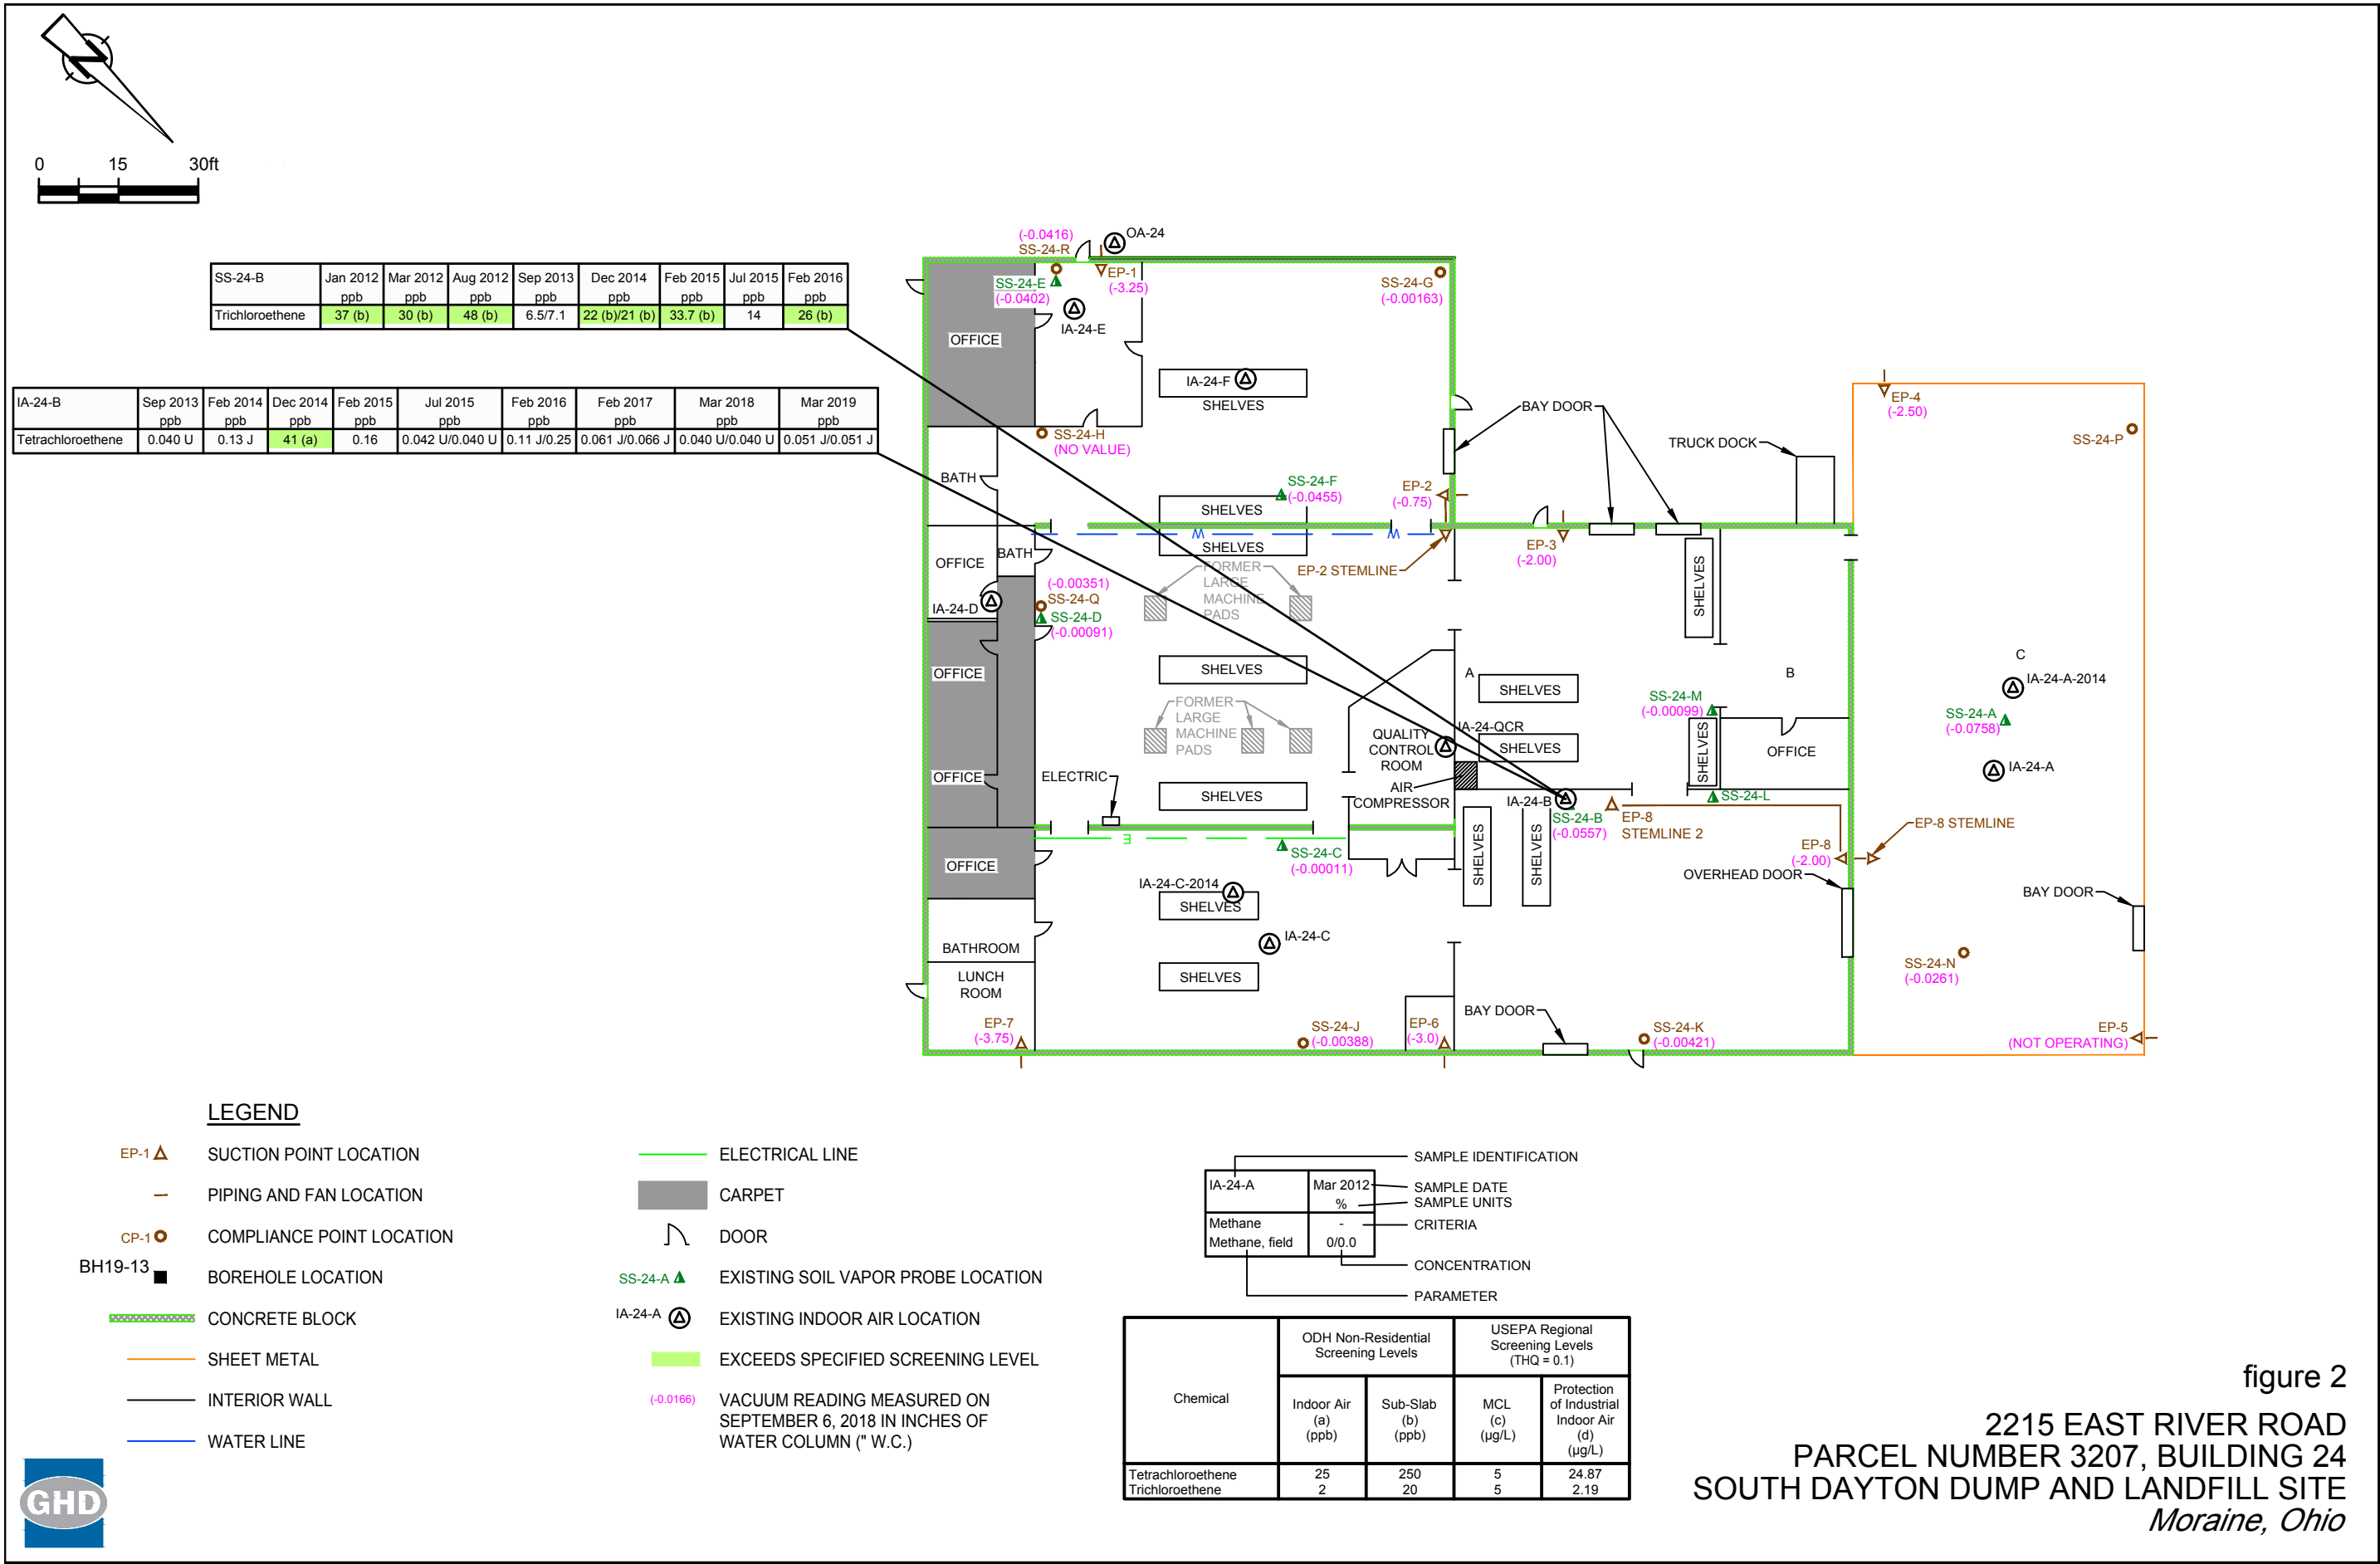 N
0 15 30ft
SS-24-B Jan 2012 Mar 2012 Aug 2012 Sep 2013 Dec 2014 Feb 2015 Jul 2015 Feb 2016
ppb ppb ppb ppb ppb ppb ppb ppb
Trichloroethene 37 (b) 30 (b) 48 (b) 6.5/7.1 22 (b)/21 (b) 33.7 (b) 14 26 (b)
IA-24-B Sep 2013 Feb 2014 Dec 2014 Feb 2015 Jul 2015 Feb 2016 Feb 2017 Mar 2018 Mar 2019
ppb ppb ppb ppb ppb ppb ppb ppb ppb
Tetrachloroethene 0.040 U 0.13 J 41 (a) 0.16 0.042 U/0.040 U 0.11 J/0.25 0.061 J/0.066 J 0.040 U/0.040 U 0.051 J/0.051 J
(-0.0416)
SS-24-R
OA-24
EP-1
(-3.25)
SS-24-E
(-0.0402)
IA-24-E
OFFICE
SS-24-G
(-0.00163)
IA-24-F
SHELVES
SS-24-H
(NO VALUE)
BATH
SS-24-F
(-0.0455)
EP-2
(-0.75)
SHELVES
BAY DOOR
TRUCK DOCK
EP-4
(-2.50)
SS-24-P
W W
SHELVES
BATH
OFFICE
EP-2 STEMLINE
EP-3
(-2.00)
FORMER
LARGE
MACHINE
PADS
(-0.00351)
SS-24-Q
SS-24-D
(-0.00091)
IA-24-D
SHELVES
OFFICE
SHELVES
A
SHELVES
B
C
IA-24-A-2014
SS-24-M
(-0.00099)
SS-24-A
(-0.0758)
FORMER
LARGE
MACHINE
PADS
QUALITY
CONTROL
ROOM
IA-24-QCR
SHELVES
SHELVES
OFFICE
IA-24-A
OFFICE
ELECTRIC
SHELVES
AIR
COMPRESSOR
IA-24-B
SS-24-B
(-0.0557)
EP-8
STEMLINE 2
SS-24-L
EP-8 STEMLINE
E
SS-24-C
(-0.00011)
SHELVES
SHELVES
EP-8
(-2.00)
OVERHEAD DOOR
BAY DOOR
OFFICE
IA-24-C-2014
SHELVES
IA-24-C
BATHROOM
LUNCH
ROOM
SHELVES
SS-24-N
(-0.0261)
EP-7
(-3.75)
SS-24-J
(-0.00388)
EP-6
(-3.0)
BAY DOOR
SS-24-K
(-0.00421)
EP-5
(NOT OPERATING)
LEGEND
EP-1 SUCTION POINT LOCATION
PIPING AND FAN LOCATION
CP-1 COMPLIANCE POINT LOCATION
BH19-13 BOREHOLE LOCATION
CONCRETE BLOCK
SHEET METAL
INTERIOR WALL
WATER LINE
ELECTRICAL LINE
CARPET
DOOR
SS-24-A EXISTING SOIL VAPOR PROBE LOCATION
IA-24-A EXISTING INDOOR AIR LOCATION
EXCEEDS SPECIFIED SCREENING LEVEL
(-0.0166) VACUUM READING MEASURED ON
SEPTEMBER 6, 2018 IN INCHES OF
WATER COLUMN (" W.C.)
SAMPLE IDENTIFICATION
IA-24-A Mar 2012 SAMPLE DATE
% SAMPLE UNITS
Methane - CRITERIA
Methane, field 0/0.0
CONCENTRATION
PARAMETER
Chemical
ODH Non-Residential
Screening Levels
USEPA Regional
Screening Levels
(THQ = 0.1)
Indoor Air
(a)
(ppb)
Sub-Slab
(b)
(ppb)
MCL
(c)
(µg/L)
Protection
of Industrial
Indoor Air
(d)
(µg/L)
Tetrachloroethene 25 250 5 24.87
Trichloroethene 2 20 5 2.19
GHD
figure 2
2215 EAST RIVER ROAD
PARCEL NUMBER 3207, BUILDING 24
SOUTH DAYTON DUMP AND LANDFILL SITE
Moraine, Ohio